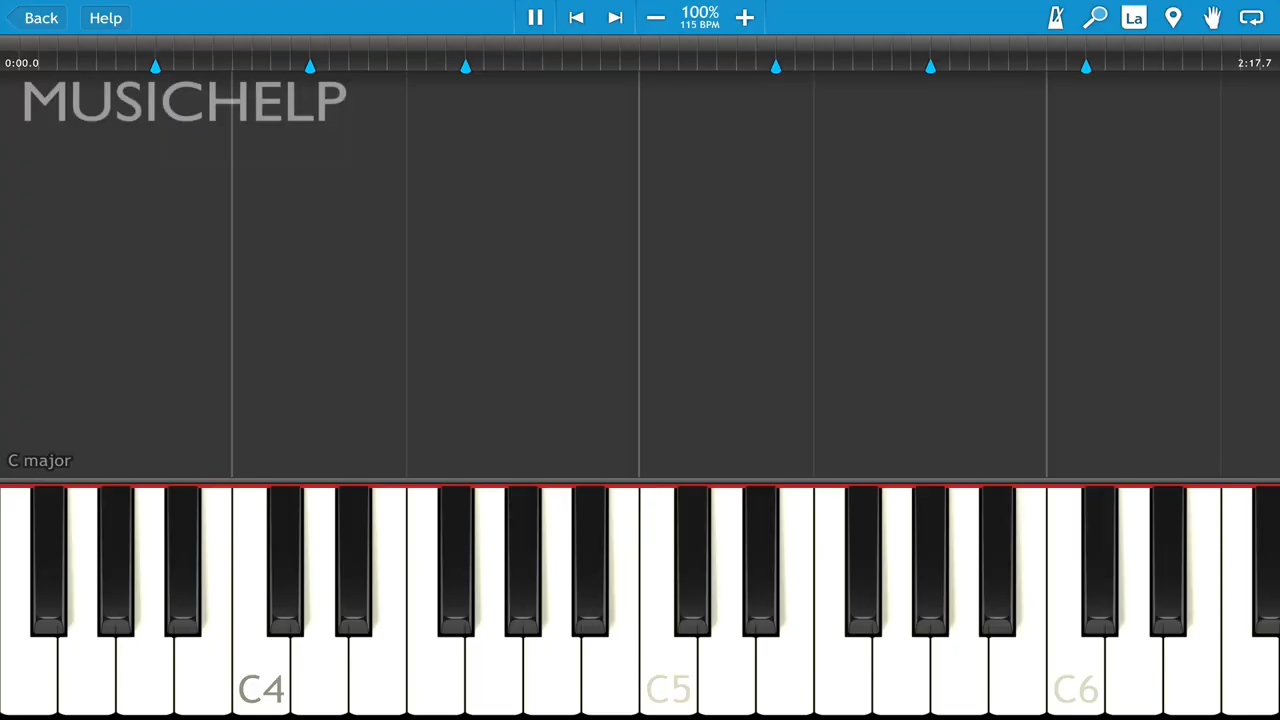 Back Help 100% La
115 BPM
0:00.0 2:17.7
MUSICHELP
C major
C4 C5 C6